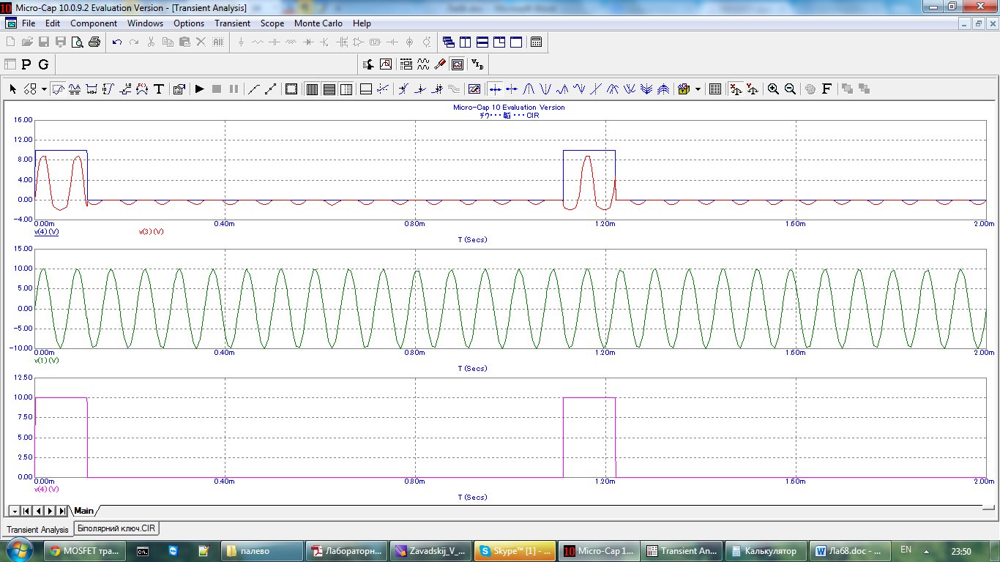 Micro-Cap 10.0.9.2 Evaluation Version - [Transient Analysis]
File Edit Component Windows Options Transient Scope Monte Carlo Help
P G
Micro-Cap 10 Evaluation Version
16.00
12.00
8.00
4.00
0.00
-4.00
0.00m 0.40m 0.80m 1.20m 1.60m 2.00m
v(4)(V) v(3)(V)
T (Secs)
15.00
10.00
5.00
0.00
-5.00
-10.00
0.00m 0.40m 0.80m 1.20m 1.60m 2.00m
v(1)(V)
T (Secs)
12.50
10.00
7.50
5.00
2.50
0.00
0.00m 0.40m 0.80m 1.20m 1.60m 2.00m
v(4)(V)
T (Secs)
Main
Transient Analysis Біполярний ключ.CIR
MOSFET тра... палево Лабораторн... Zavadskij_V_... Skype™ [1] - ... Micro-Cap 1... Transient An... Калькулятор Лаб8.doc - ... EN 23:50